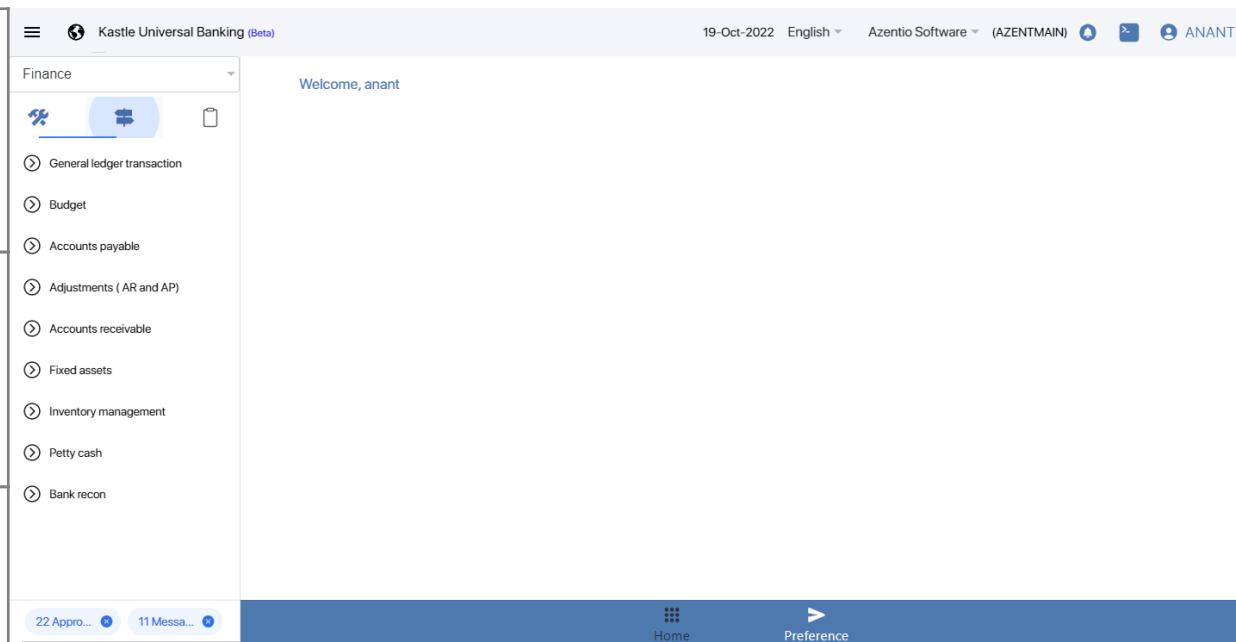 Kastle Universal Banking (Beta) 19-Oct-2022 English Azentio Software (AZENTMAIN) ANANT
Finance
Welcome, anant
General ledger transaction
Budget
Accounts payable
Adjustments ( AR and AP)
Accounts receivable
Fixed assets
Inventory management
Petty cash
Bank recon
22 Appro... 11 Messa...
Home Preference